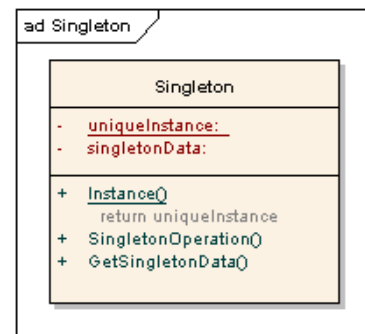 ad Singleton
Singleton
- uniqueInstance:
- singletonData:
+ Instance()
return uniqueInstance
+ SingletonOperation()
+ GetSingletonData()